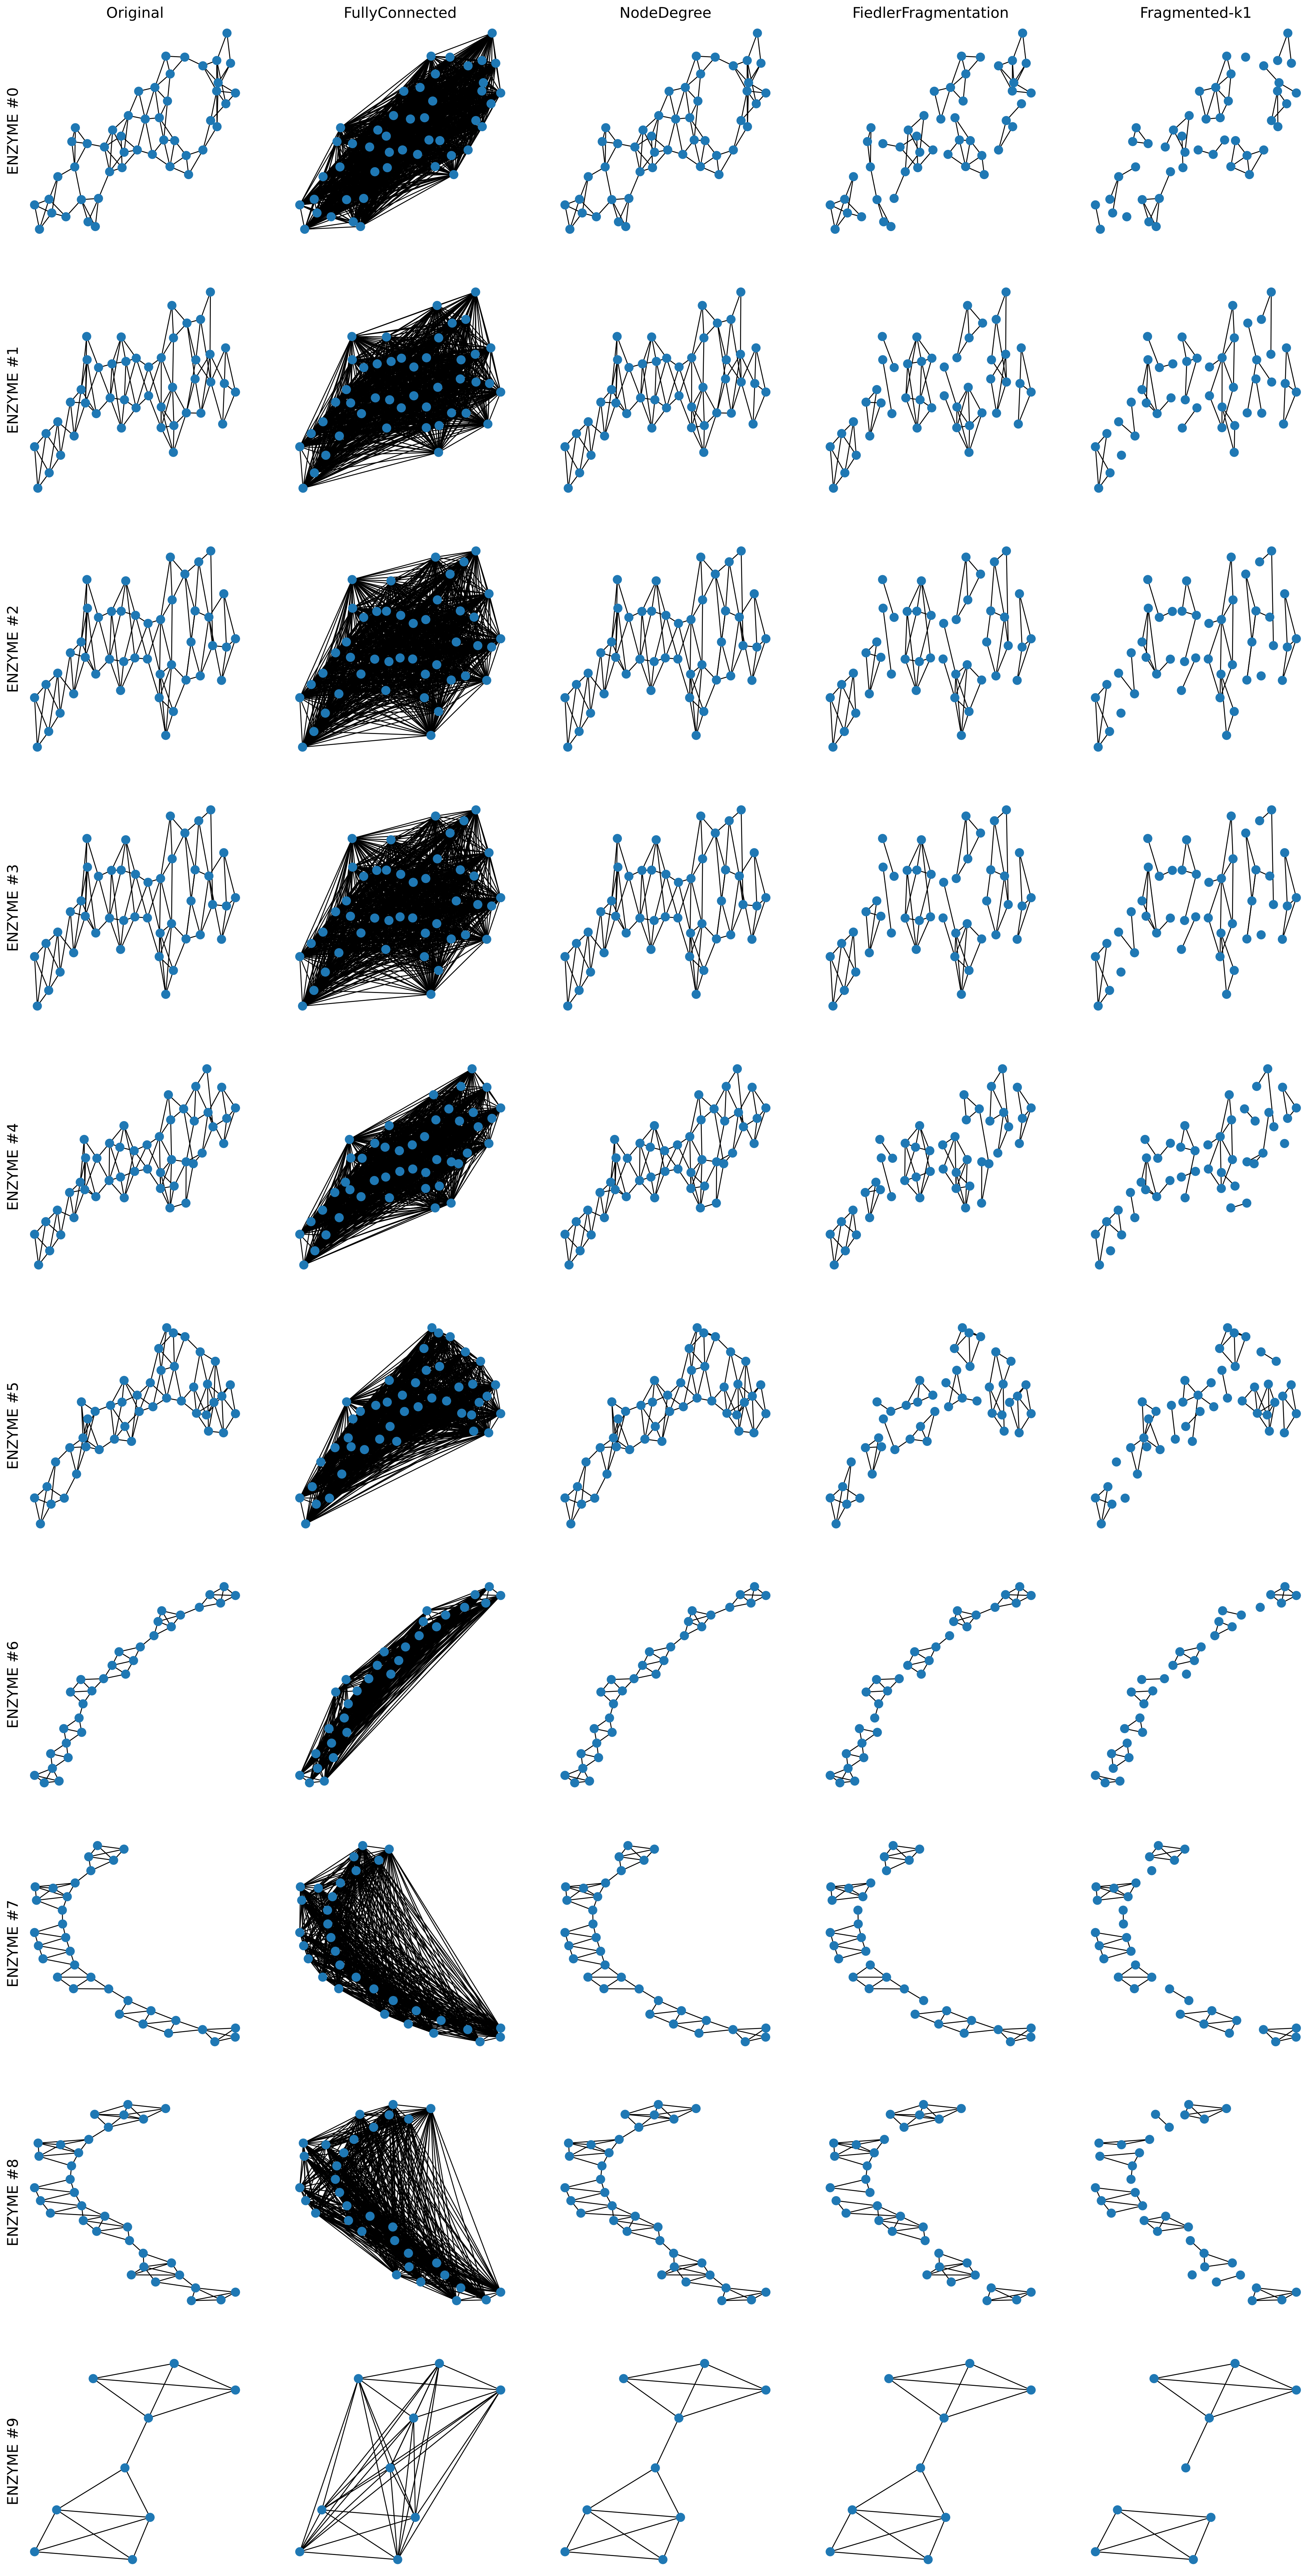 Original FullyConnected NodeDegree FiedlerFragmentation Fragmented-k1
ENZYME #0
ENZYME #1
ENZYME #2
ENZYME #3
ENZYME #4
ENZYME #5
ENZYME #6
ENZYME #7
ENZYME #8
ENZYME #9